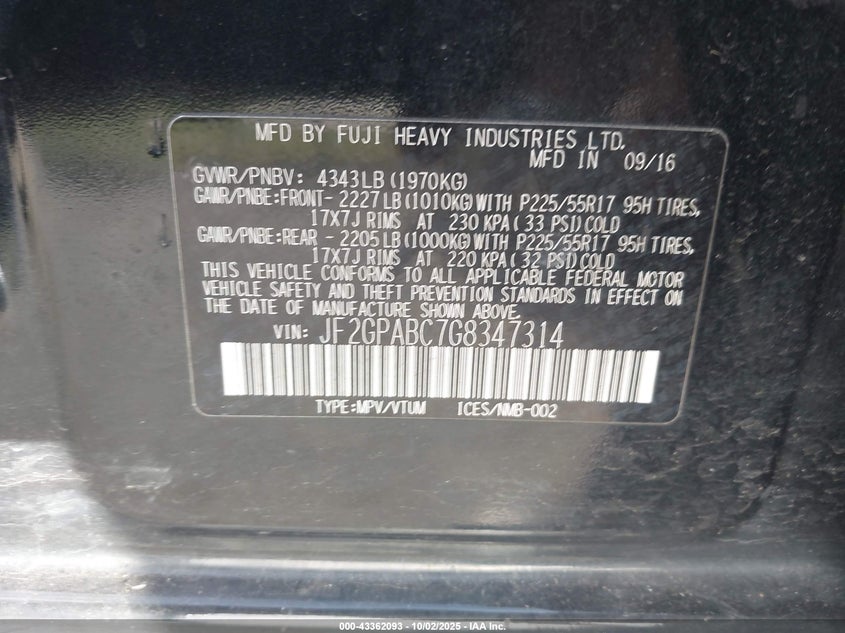 MFD BY FUJI HEAVY INDUSTRIES LTD.
MFD IN 09/16
GVWR/PNBV: 4343LB (1970KG)
GAWR/PNBE:FRONT- 2227LB (1010KG) WITH P225/55R17 95H TIRES,
17X7J RIMS AT 230 KPA ( 33 PSI) COLD
GAWR/PNBE:REAR - 2205LB (1000KG) WITH P225/55R17 95H TIRES,
17X7J RIMS AT 220 KPA ( 32 PSI) COLD
THIS VEHICLE CONFORMS TO ALL APPLICABLE FEDERAL MOTOR
VEHICLE SAFETY AND THEFT PREVENTION STANDARDS IN EFFECT ON
THE DATE OF MANUFACTURE SHOWN ABOVE.
VIN: JF2GPABC7G8347314
TYPE:MPV/VTUM ICES/NMB-002
000-43362093 - 10/02/2025 - IAA Inc.